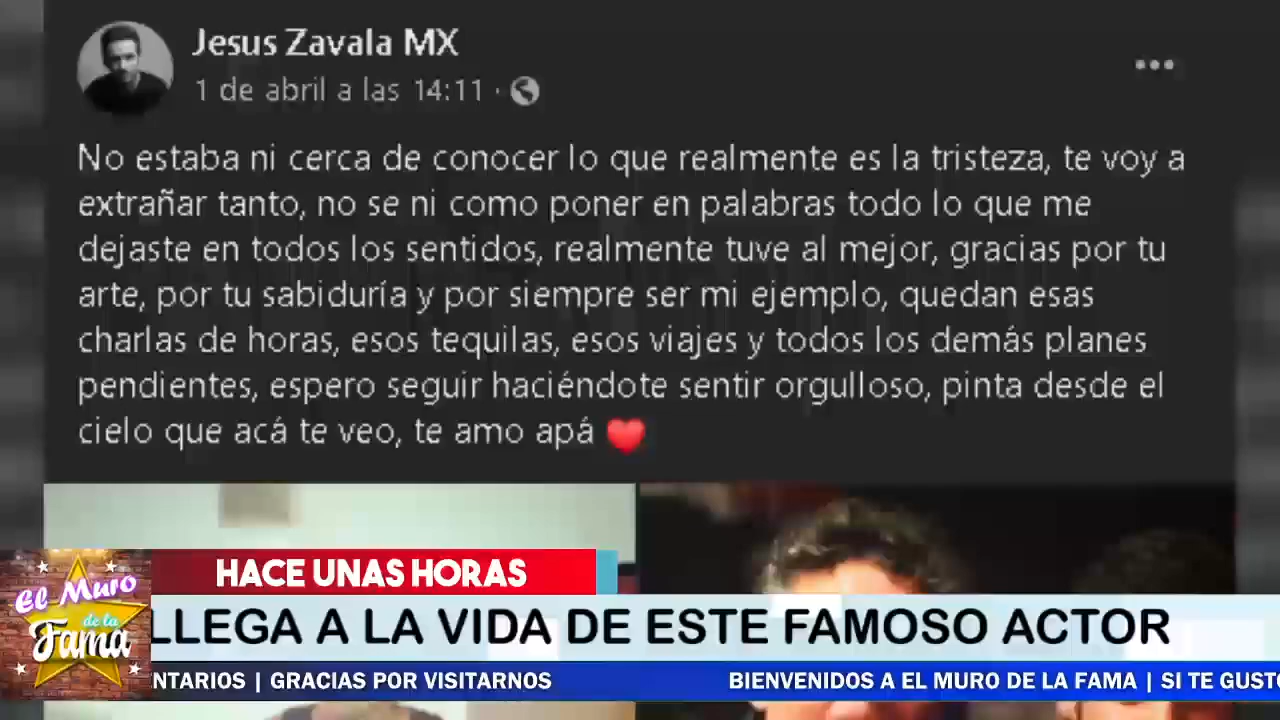 Jesus Zavala MX
1 de abril a las 14:11 ·
No estaba ni cerca de conocer lo que realmente es la tristeza, te voy a
extrañar tanto, no se ni como poner en palabras todo lo que me
dejaste en todos los sentidos, realmente tuve al mejor, gracias por tu
arte, por tu sabiduría y por siempre ser mi ejemplo, quedan esas
charlas de horas, esos tequilas, esos viajes y todos los demás planes
pendientes, espero seguir haciéndote sentir orgulloso, pinta desde el
cielo que acá te veo, te amo apá ❤
HACE UNAS HORAS
El Muro
de la
Fama
LLEGA A LA VIDA DE ESTE FAMOSO ACTOR
NTARIOS | GRACIAS POR VISITARNOS BIENVENIDOS A EL MURO DE LA FAMA | SI TE GUST